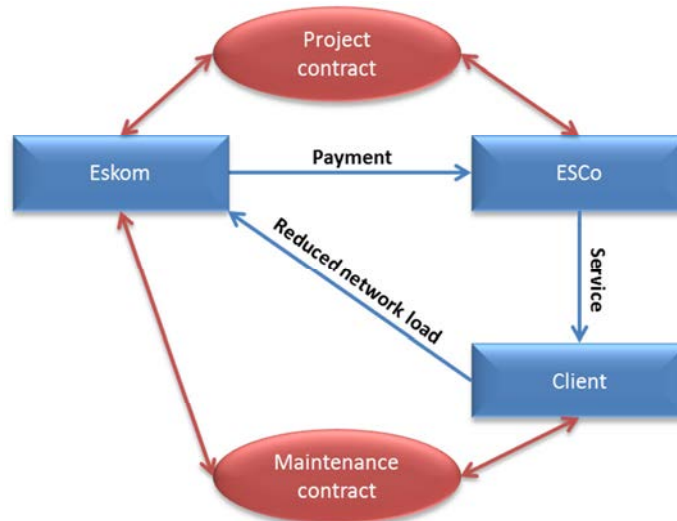 Project
contract
Eskom
Payment
ESCo
Reduced network load
Service
Client
Maintenance
contract